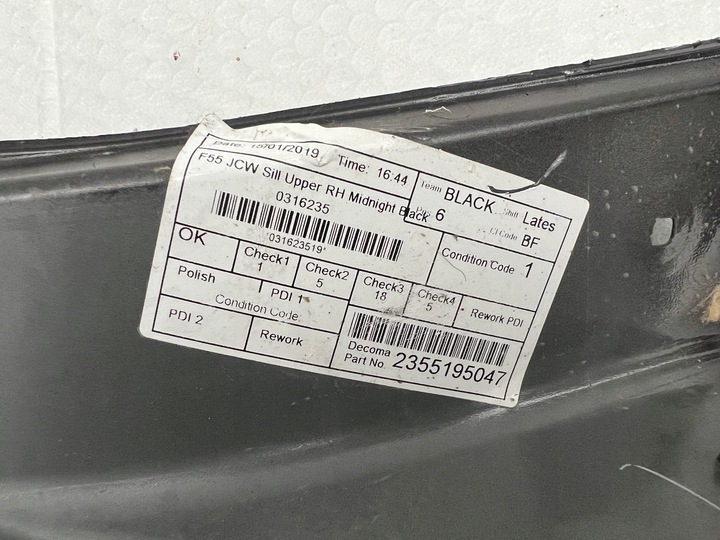 Date: 15/01/2019 Time: 16:44
F55 JCW Sill Upper RH Midnight Black
0316235
*031623519*
Team BLACK Shift Lates
6 BF
Condition Code 1
OK Check1 1 Check2 5 Check3 18 Check4 5 Rework PDI
Polish PDI 1
Condition Code
PDI 2 Rework
Decoma
Part No. 2355195047